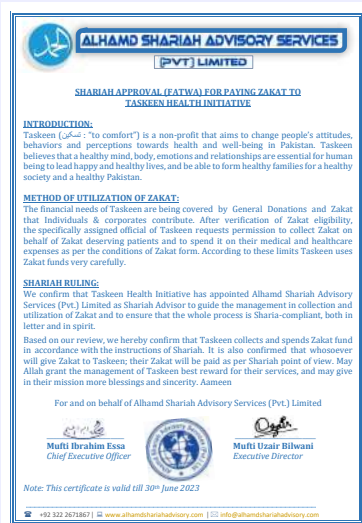 ALHAMD SHARIAH ADVISORY SERVICES
(PVT) LIMITED
SHARIAH APPROVAL (FATWA) FOR PAYING ZAKAT TO
TASKEEN HEALTH INITIATIVE
INTRODUCTION:
Taskeen (تسكين : "to comfort") is a non-profit that aims to change people's attitudes,
behaviors and perceptions towards health and well-being in Pakistan. Taskeen
believes that a healthy mind, body, emotions and relationships are essential for human
being to lead happy and healthy lives, and be able to form healthy families for a healthy
society and a healthy Pakistan.
METHOD OF UTILIZATION OF ZAKAT:
The financial needs of Taskeen are being covered by General Donations and Zakat
that Individuals & corporates contribute. After verification of Zakat eligibility,
the specifically assigned official of Taskeen requests permission to collect Zakat on
behalf of Zakat deserving patients and to spend it on their medical and healthcare
expenses as per the conditions of Zakat form. According to these limits Taskeen uses
Zakat funds very carefully.
SHARIAH RULING:
We confirm that Taskeen Health Initiative has appointed Alhamd Shariah Advisory
Services (Pvt.) Limited as Shariah Advisor to guide the management in collection and
utilization of Zakat and to ensure that the whole process is Sharia-compliant, both in
letter and in spirit.
Based on our review, we hereby confirm that Taskeen collects and spends Zakat fund
in accordance with the instructions of Shariah. It is also confirmed that whosoever
will give Zakat to Taskeen; their Zakat will be paid as per Shariah point of view. May
Allah grant the management of Taskeen best reward for their services, and may give
in their mission more blessings and sincerity. Aameen
For and on behalf of Alhamd Shariah Advisory Services (Pvt.) Limited
Mufti Ibrahim Essa
Chief Executive Officer
Mufti Uzair Bilwani
Executive Director
Note: This certificate is valid till 30th June 2023
+92 322 2671867 | www.alhamdshariahadvisory.com | info@alhamdshariahadvisory.com